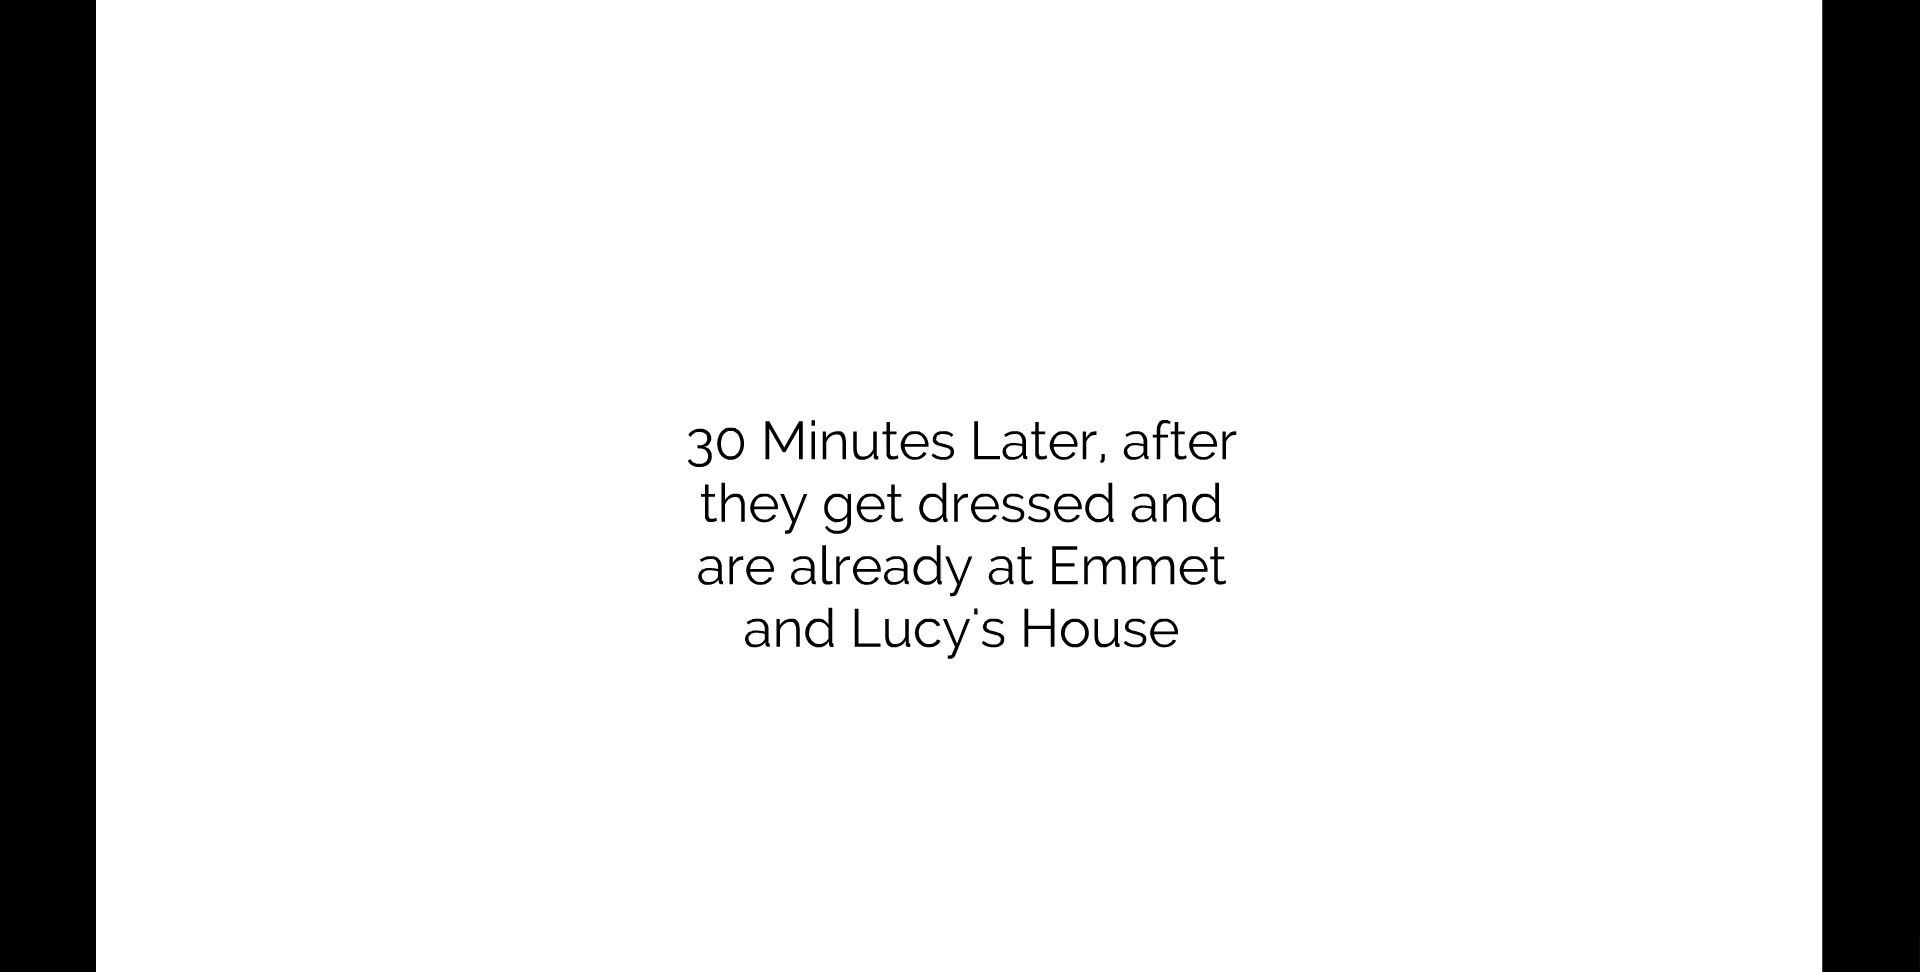 30 Minutes Later, after
they get dressed and
are already at Emmet
and Lucy's House